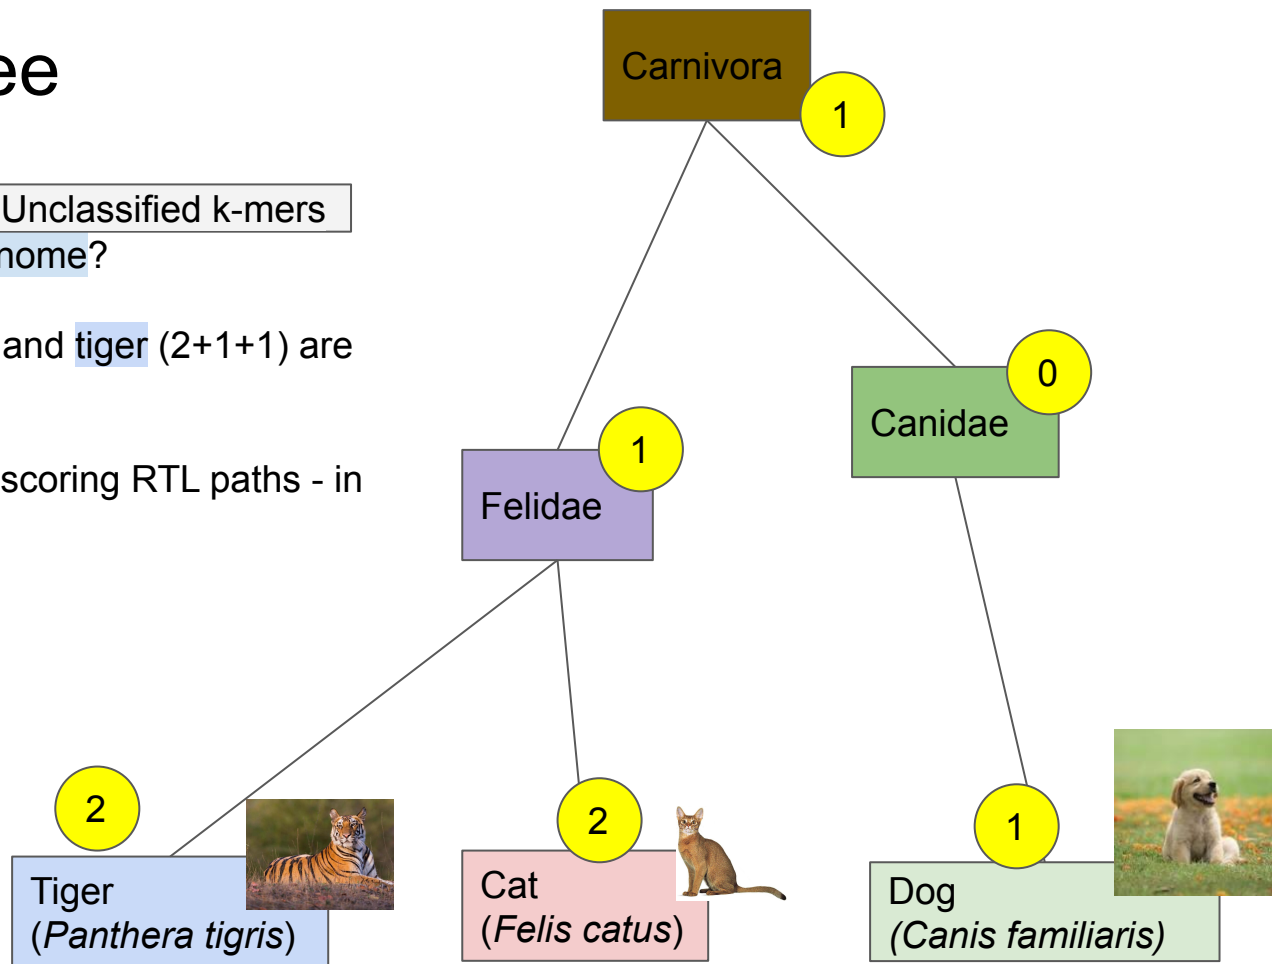 ee
Carnivora
1
Unclassified k-mers
nome?
and tiger (2+1+1) are
0
Canidae
1
scoring RTL paths - in
Felidae
2
2
1
Tiger
(Panthera tigris)
Cat
(Felis catus)
Dog
(Canis familiaris)